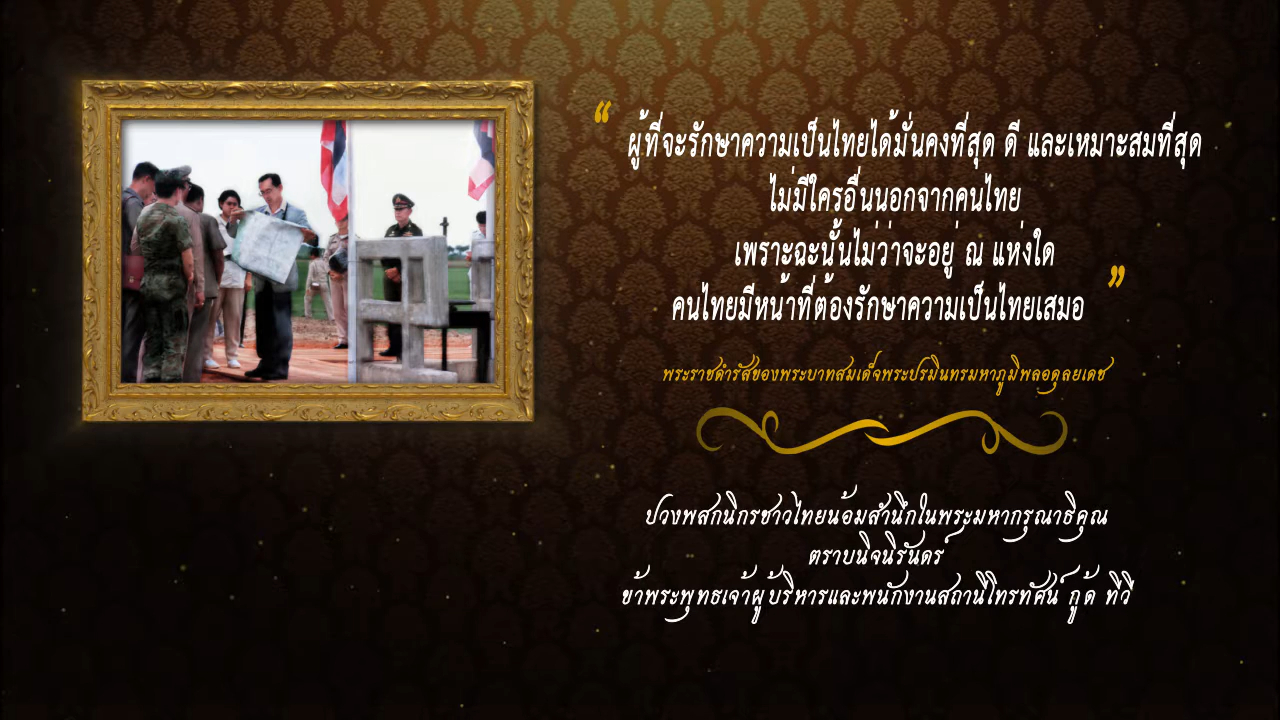 “ ผู้ที่จะรักษาความเป็นไทยได้มั่นคงที่สุด ดี และเหมาะสมที่สุด
ไม่มีใครอื่นนอกจากคนไทย
เพราะฉะนั้นไม่ว่าจะอยู่ ณ แห่งใด
คนไทยมีหน้าที่ต้องรักษาความเป็นไทยเสมอ ”
พระราชดำรัสของพระบาทสมเด็จพระปรมินทรมหาภูมิพลอดุลยเดช
ปวงพสกนิกรชาวไทยน้อมสำนึกในพระมหากรุณาธิคุณ
ตราบนิจนิรันดร์
ข้าพระพุทธเจ้าผู้บริหารและพนักงานสถานีโทรทัศน์ กู้ด ทีวี